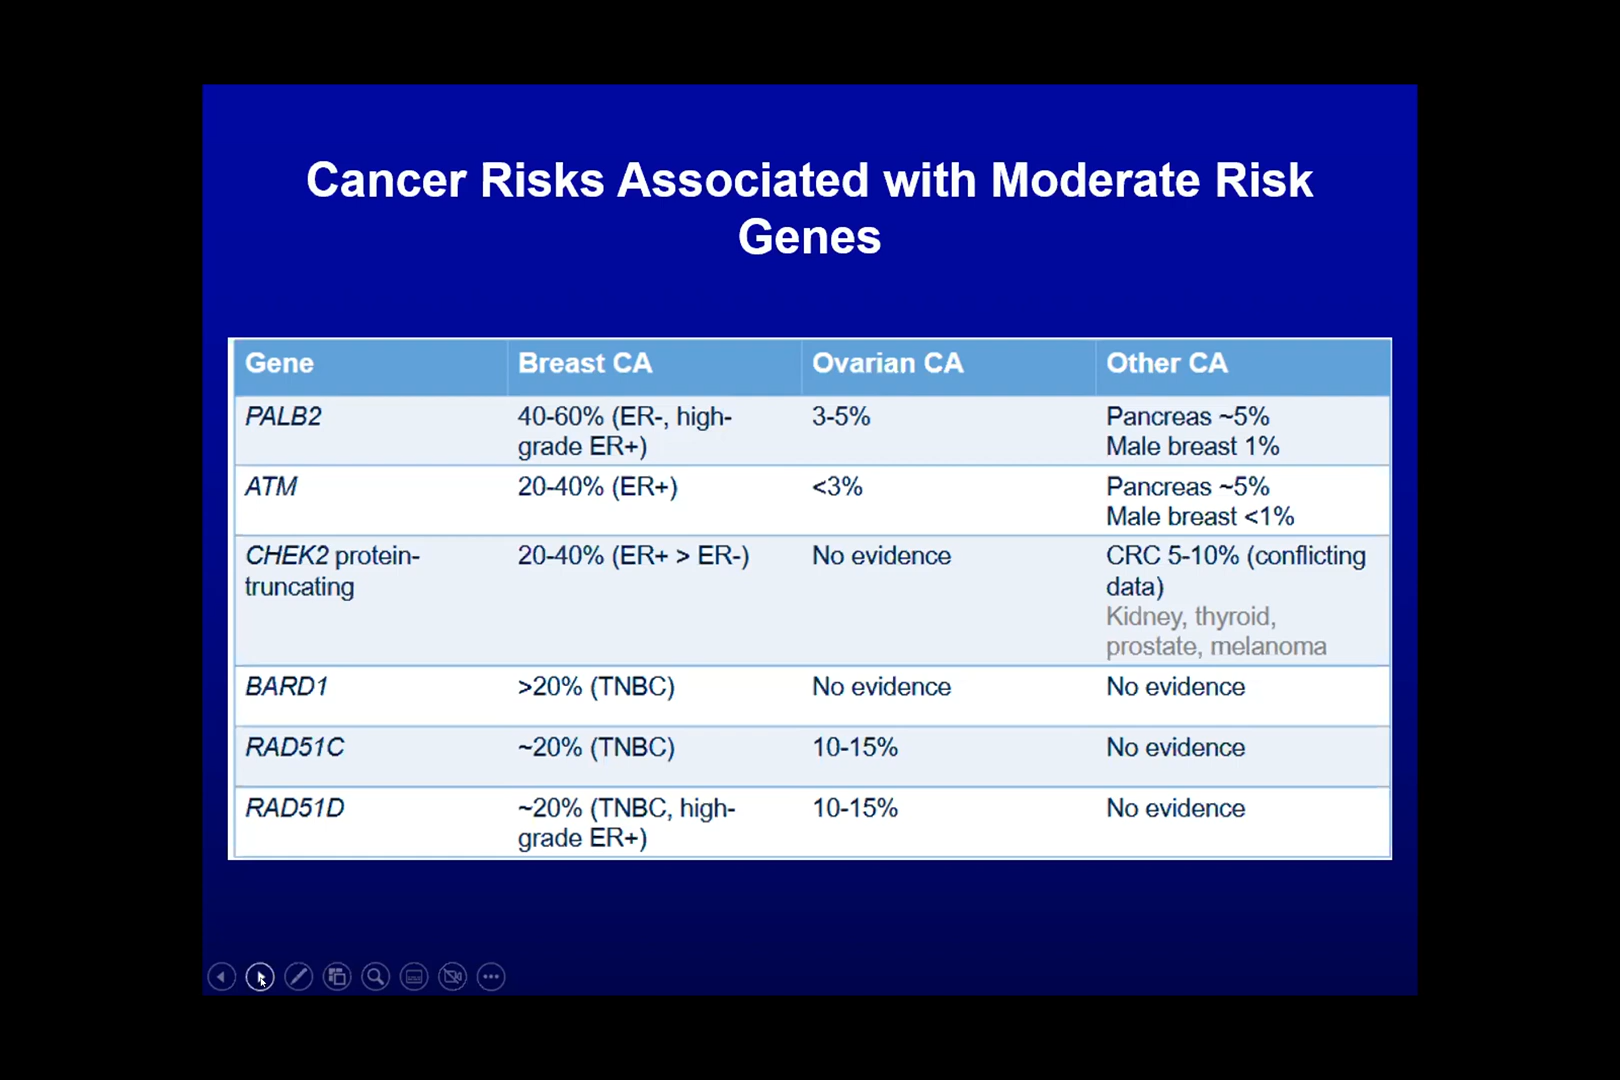 Cancer Risks Associated with Moderate Risk
Genes
Gene Breast CA Ovarian CA Other CA
PALB2 40-60% (ER-, high-grade ER+) 3-5% Pancreas ~5% Male breast 1%
ATM 20-40% (ER+) <3% Pancreas ~5% Male breast <1%
CHEK2 protein-truncating 20-40% (ER+ > ER-) No evidence CRC 5-10% (conflicting data) Kidney, thyroid, prostate, melanoma
BARD1 >20% (TNBC) No evidence No evidence
RAD51C ~20% (TNBC) 10-15% No evidence
RAD51D ~20% (TNBC, high-grade ER+) 10-15% No evidence